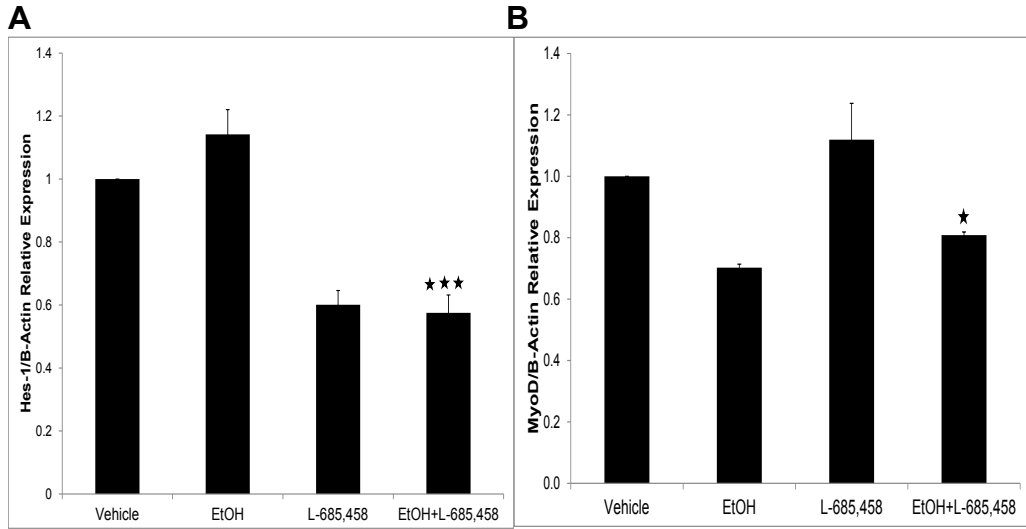 A
Hes-1/B-Actin Relative Expression
1.4
1.2
1
0.8
0.6
0.4
0.2
0
Vehicle
EtOH
L-685,458
EtOH+L-685,458
★★★
B
MyoD/B-Actin Relative Expression
1.4
1.2
1.0
0.8
0.6
0.4
0.2
0.0
Vehicle
EtOH
L-685,458
EtOH+L-685,458
★